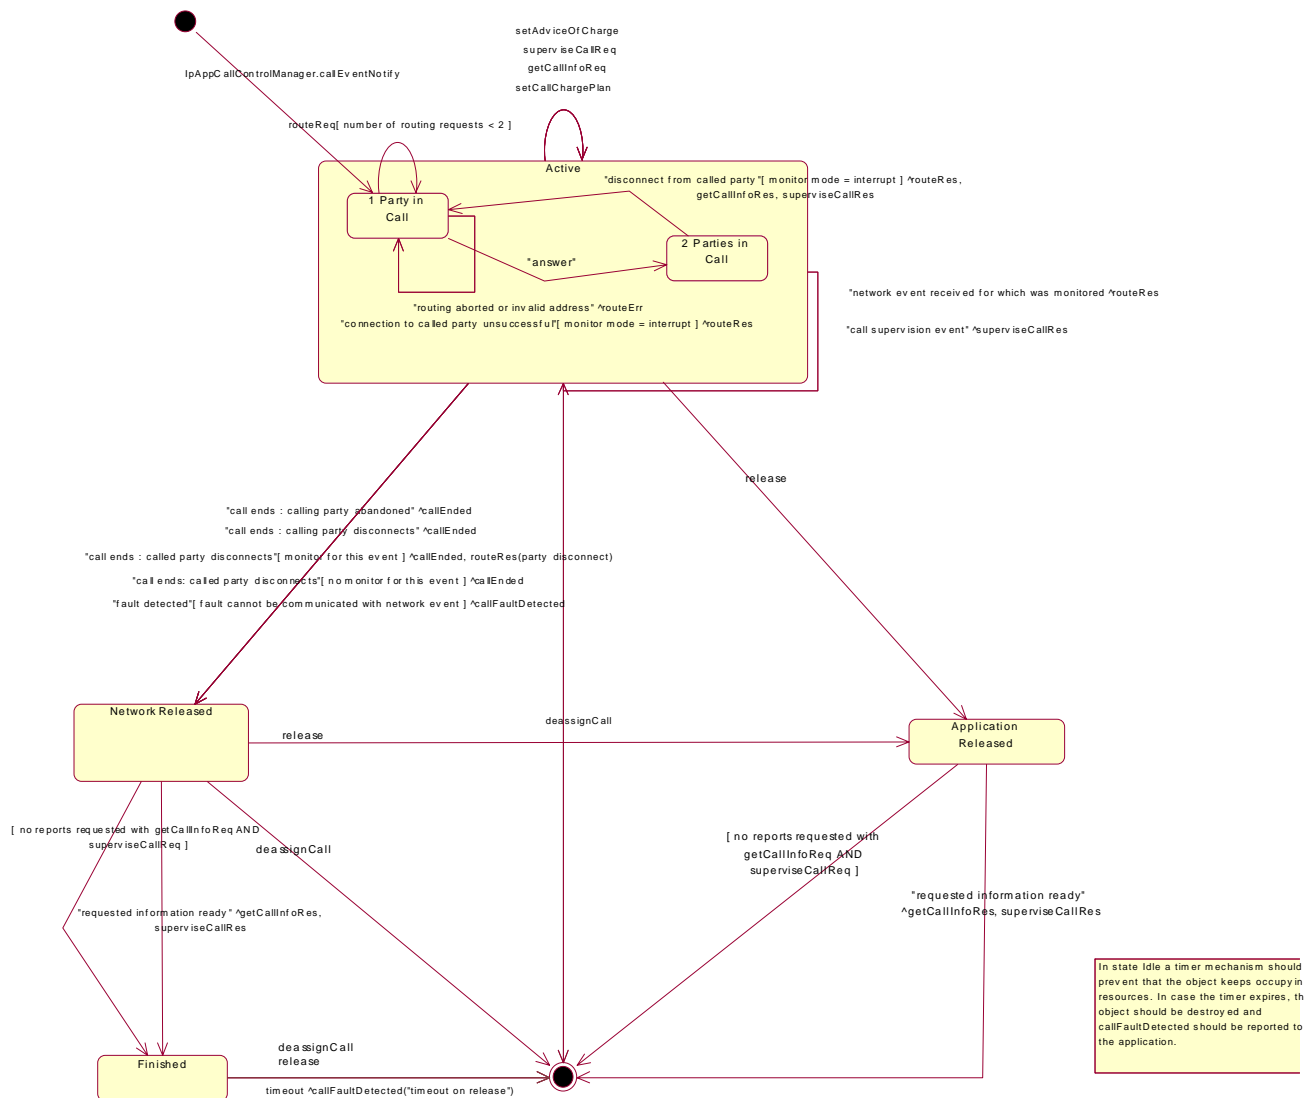 setAdviceOfCharge
superviseCallReq
getCallInfoReq
setCallChargePlan
IpAppCallControlManager.callEventNotify
routeReq[ number of routing requests < 2 ]
Active
"disconnect from called party"[ monitor mode = interrupt ] ^routeRes,
getCallInfoRes, superviseCallRes
1 Party in
Call
2 Parties in
Call
"answer"
"network event received for which was monitored ^routeRes
"routing aborted or invalid address" ^routeErr
"connection to called party unsuccessful"[ monitor mode = interrupt ] ^routeRes
"call supervision event" ^superviseCallRes
release
"call ends : calling party abandoned" ^callEnded
"call ends : calling party disconnects" ^callEnded
"call ends : called party disconnects"[ monitor for this event ] ^callEnded, routeRes(party disconnect)
"call ends: called party disconnects"[ no monitor for this event ] ^callEnded
"fault detected"[ fault cannot be communicated with network event ] ^callFaultDetected
Network Released
release
deassignCall
Application
Released
[ no reports requested with getCallInfoReq AND
superviseCallReq ]
deassignCall
[ no reports requested with
getCallInfoReq AND
superviseCallReq ]
"requested information ready" ^getCallInfoRes,
superviseCallRes
"requested information ready"
^getCallInfoRes, superviseCallRes
In state Idle a timer mechanism should
prevent that the object keeps occupyin
resources. In case the timer expires, th
object should be destroyed and
callFaultDetected should be reported to
the application.
Finished
deassignCall
release
timeout ^callFaultDetected("timeout on release")